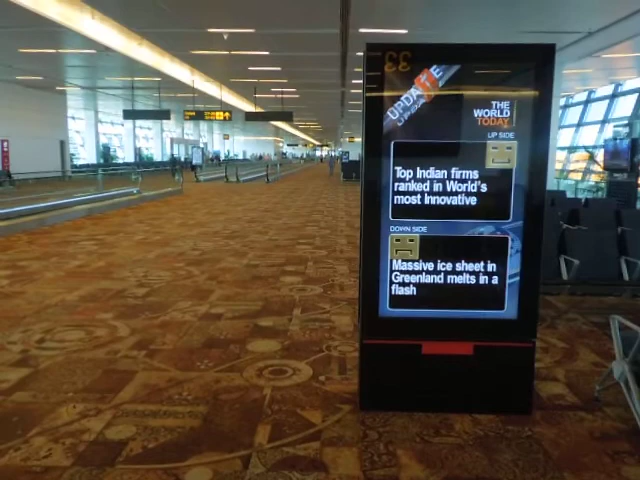 33
UPDATE
THE
WORLD
TODAY
UP SIDE
Top Indian firms
ranked in World's
most Innovative
DOWN SIDE
Massive ice sheet in
Greenland melts in a
flash